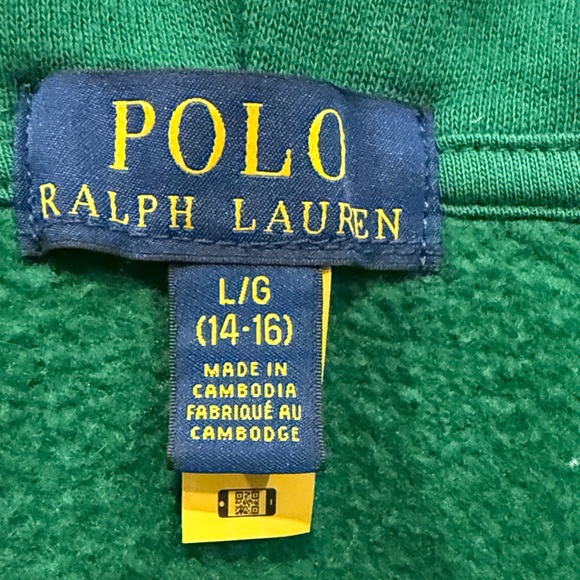 POLO
RALPH LAUREN
L/G
(14-16)
MADE IN
CAMBODIA
FABRIQUÉ AU
CAMBODGE